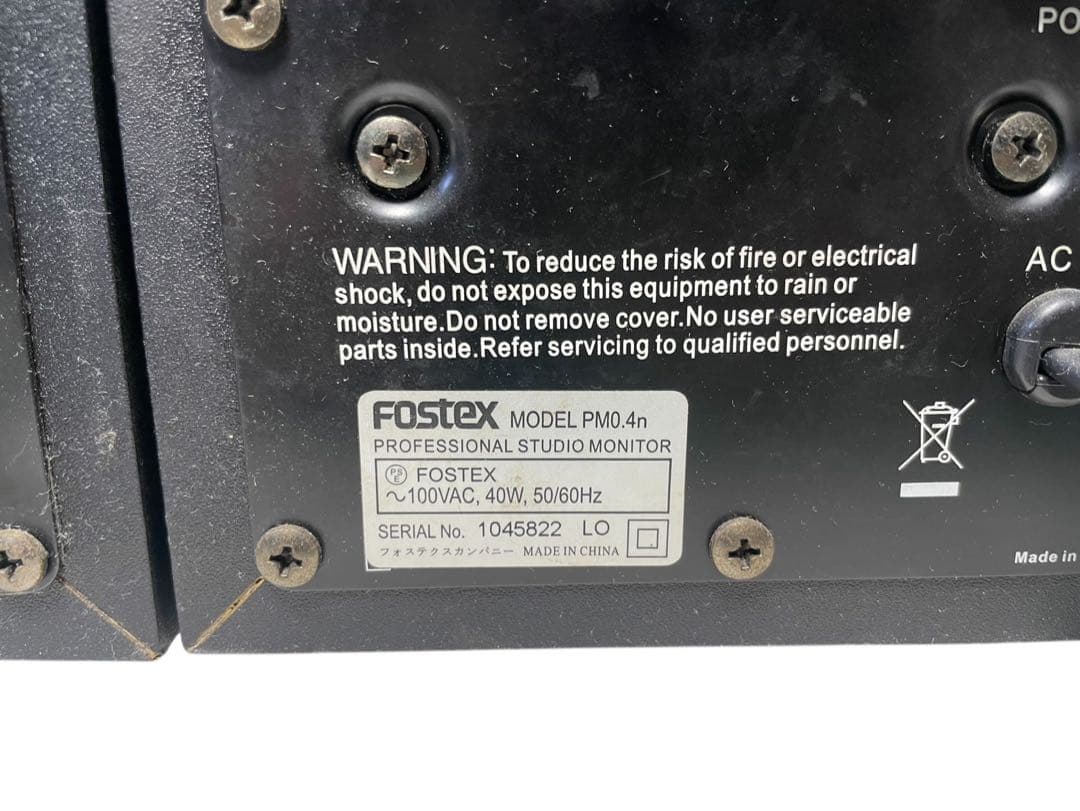 PO
WARNING: To reduce the risk of fire or electrical
shock, do not expose this equipment to rain or
moisture.Do not remove cover.No user serviceable
parts inside.Refer servicing to qualified personnel.
AC
FOSTEX MODEL PM0.4n
PROFESSIONAL STUDIO MONITOR
PSE FOSTEX
~100VAC, 40W, 50/60Hz
SERIAL No. 1045822 LO
フォステクスカンパニー MADE IN CHINA
Made in